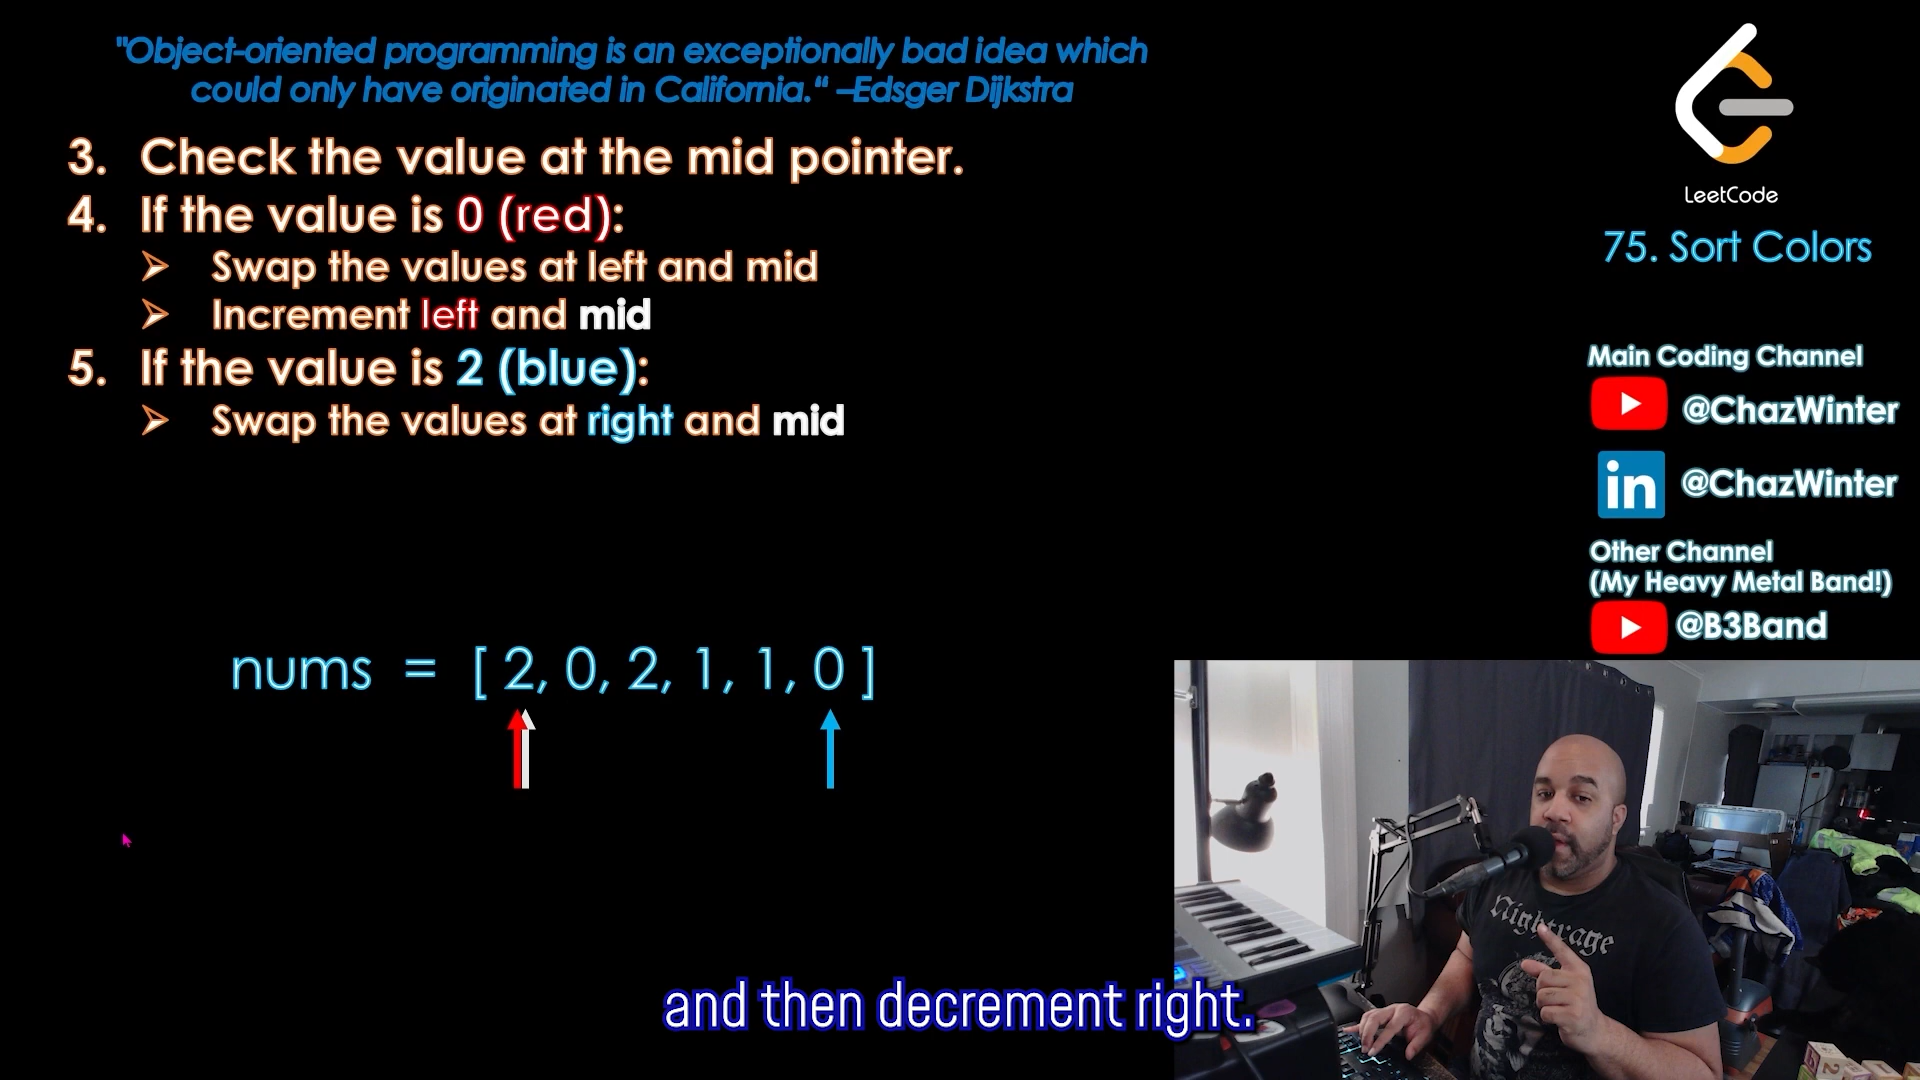 "Object-oriented programming is an exceptionally bad idea which
could only have originated in California.“ –Edsger Dijkstra
3. Check the value at the mid pointer.
4. If the value is 0 (red):
➢ Swap the values at left and mid
➢ Increment left and mid
5. If the value is 2 (blue):
➢ Swap the values at right and mid
nums = [ 2, 0, 2, 1, 1, 0 ]
LeetCode
75. Sort Colors
Main Coding Channel
@ChazWinter
in @ChazWinter
Other Channel
(My Heavy Metal Band!)
@B3Band
Nightrage
and then decrement right.